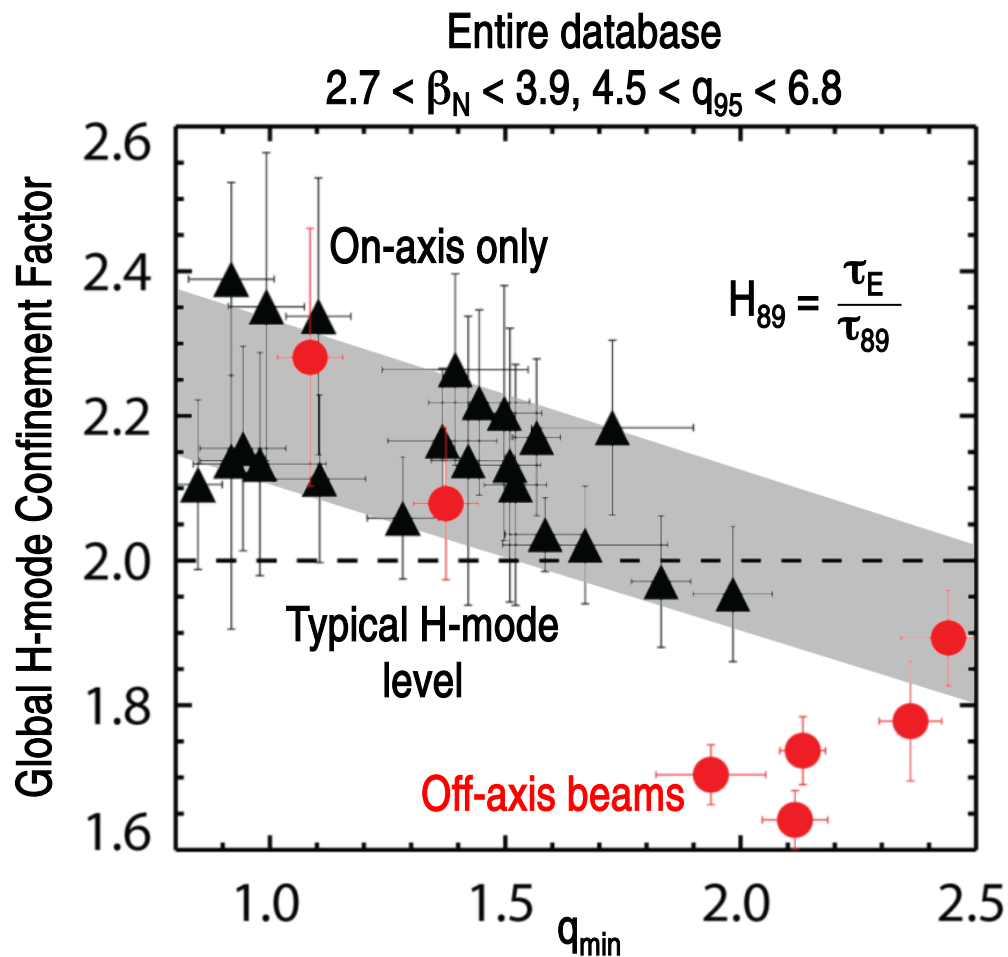 Entire database
2.7 < βN < 3.9, 4.5 < q95 < 6.8
Global H-mode Confinement Factor
2.6
2.4
2.2
2.0
1.8
1.6
On-axis only
H89 = τE / τ89
Typical H-mode
level
Off-axis beams
1.0 1.5 2.0 2.5
qmin